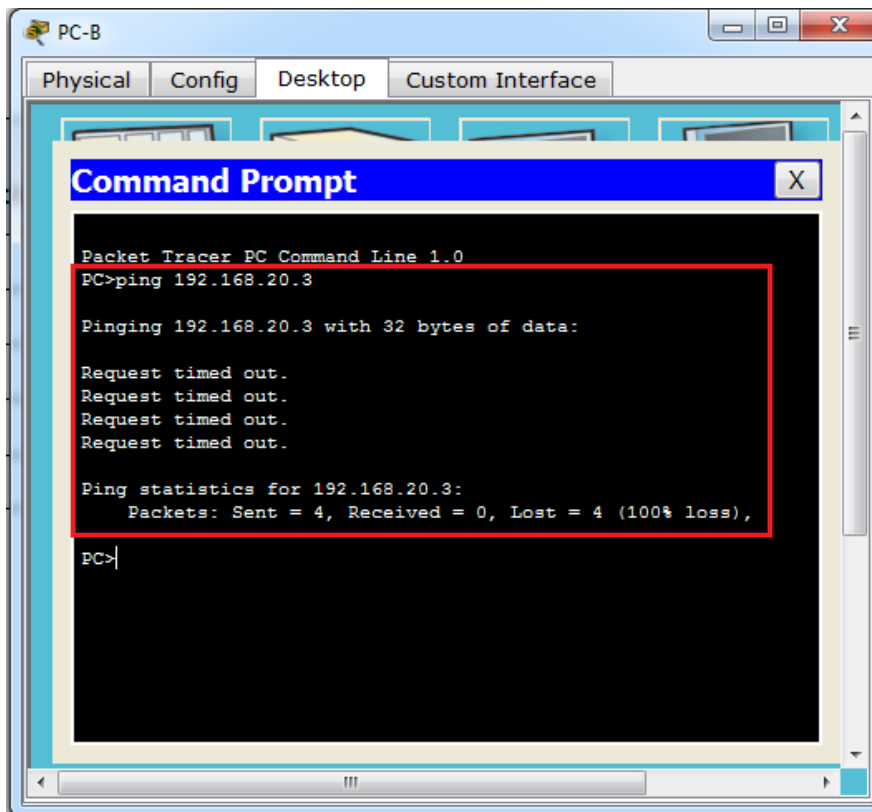 PC-B
Physical Config Desktop Custom Interface
Command Prompt
X
Packet Tracer PC Command Line 1.0
PC>ping 192.168.20.3
Pinging 192.168.20.3 with 32 bytes of data:
Request timed out.
Request timed out.
Request timed out.
Request timed out.
Ping statistics for 192.168.20.3:
Packets: Sent = 4, Received = 0, Lost = 4 (100% loss),
PC>